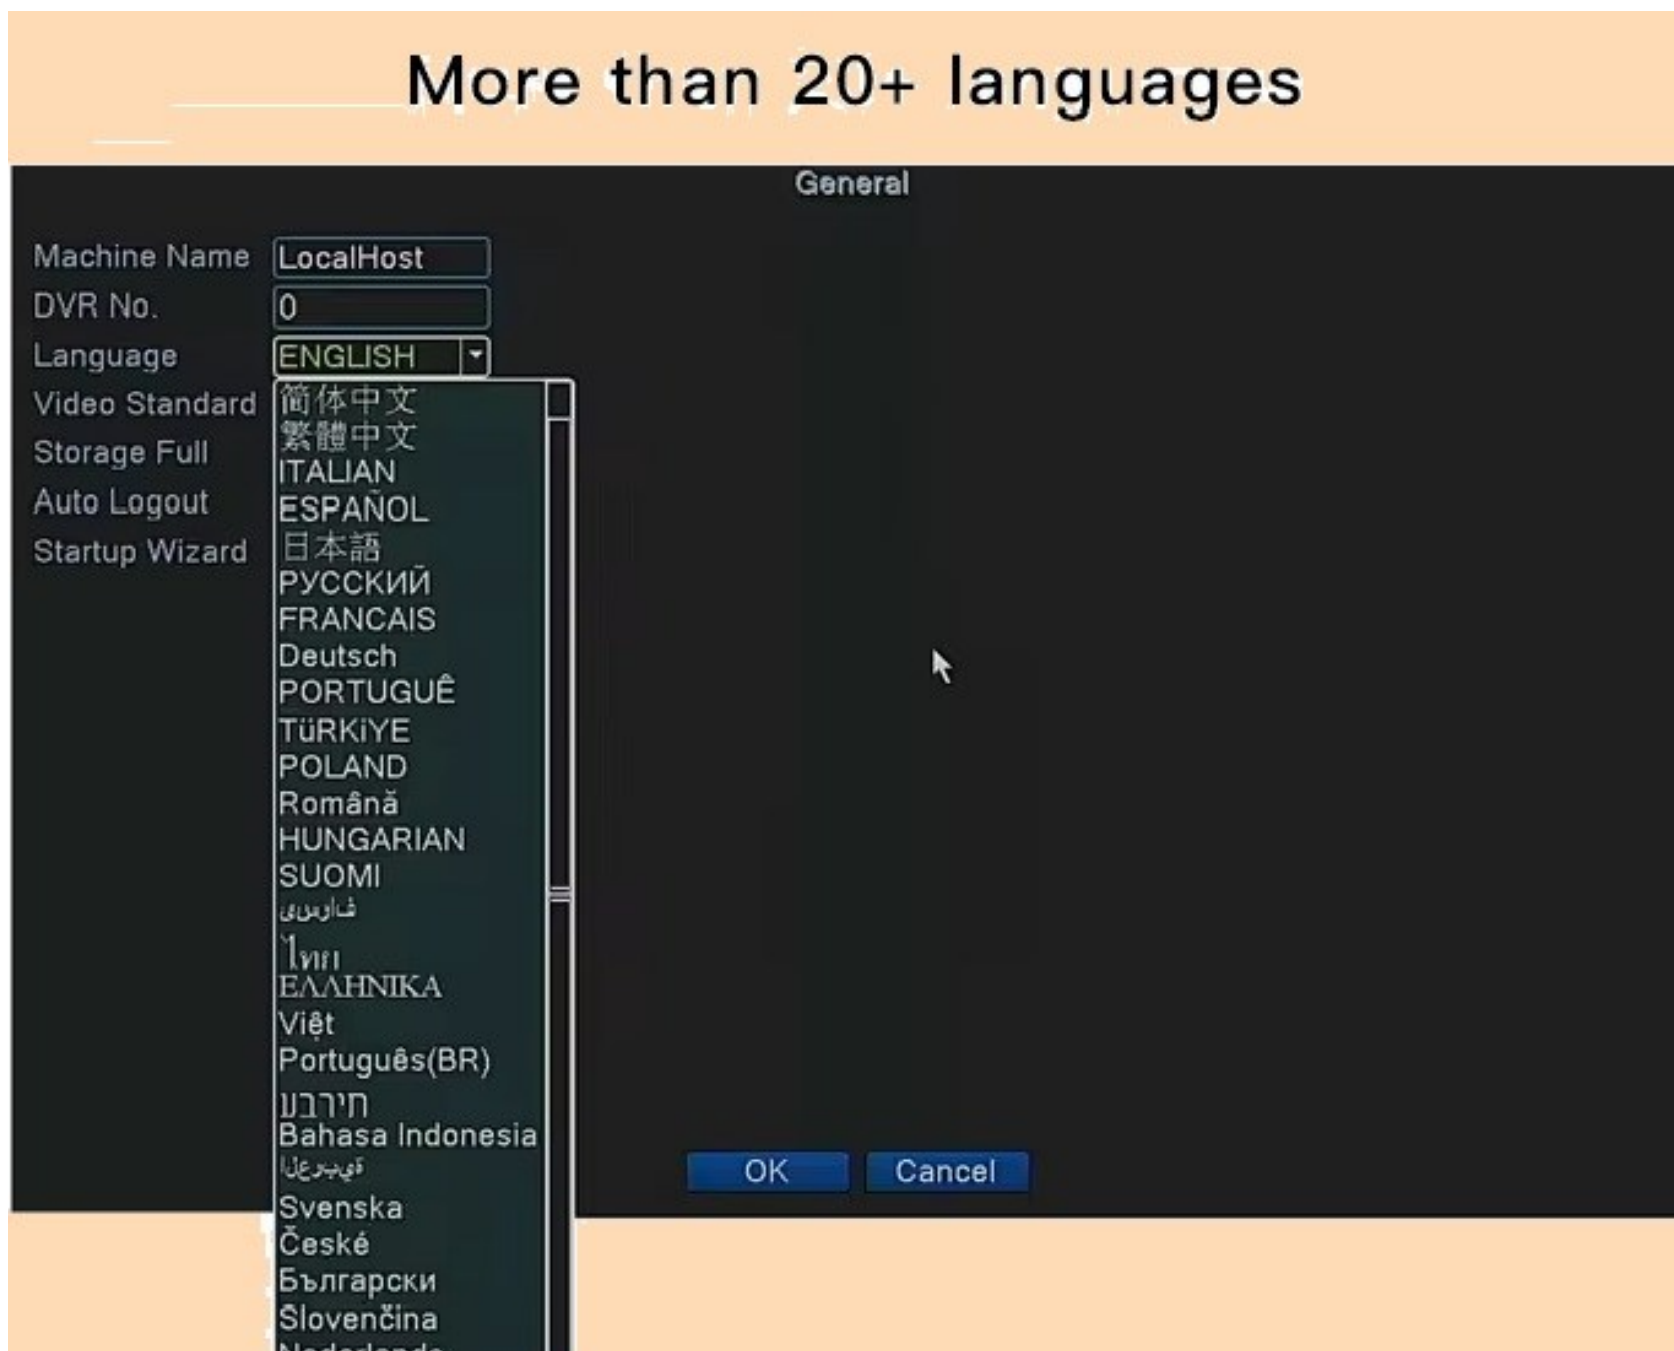 More than 20+ languages
General
Machine Name LocalHost
DVR No. 0
Language ENGLISH
Video Standard
Storage Full
Auto Logout
Startup Wizard
简体中文
繁體中文
ITALIAN
ESPAÑOL
日本語
РУССКИЙ
FRANCAIS
Deutsch
PORTUGUÊ
TüRKiYE
POLAND
Română
HUNGARIAN
SUOMI
فارسی
ไทย
ΕΛΛΗΝΙΚΑ
Việt
Português(BR)
חירבע
Bahasa Indonesia
ةيبرعلا
Svenska
České
Български
Slovenčina
OK Cancel